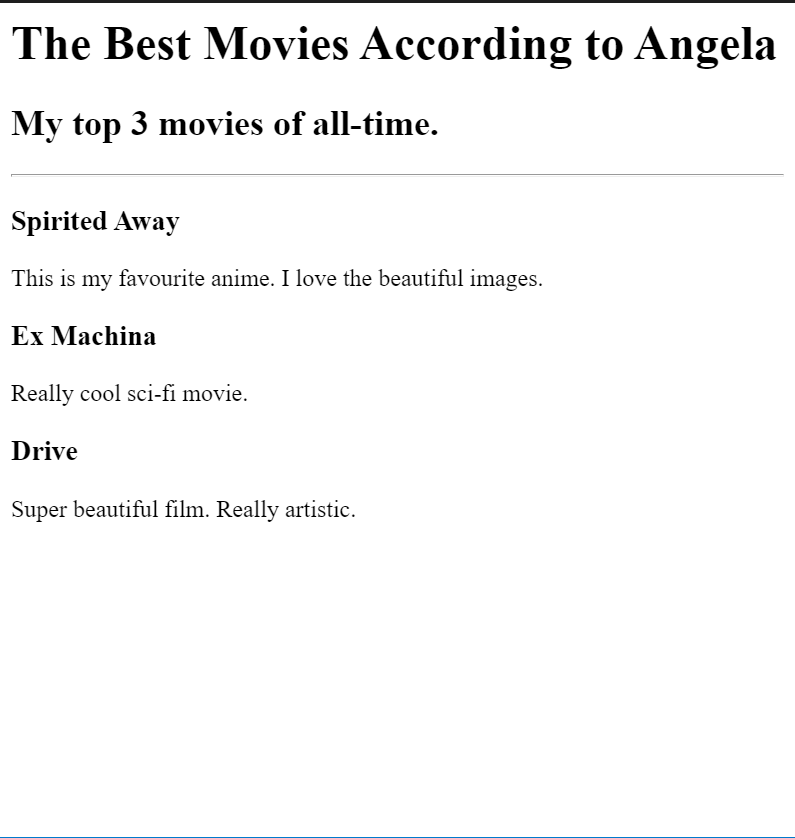 The Best Movies According to Angela
My top 3 movies of all-time.
Spirited Away
This is my favourite anime. I love the beautiful images.
Ex Machina
Really cool sci-fi movie.
Drive
Super beautiful film. Really artistic.